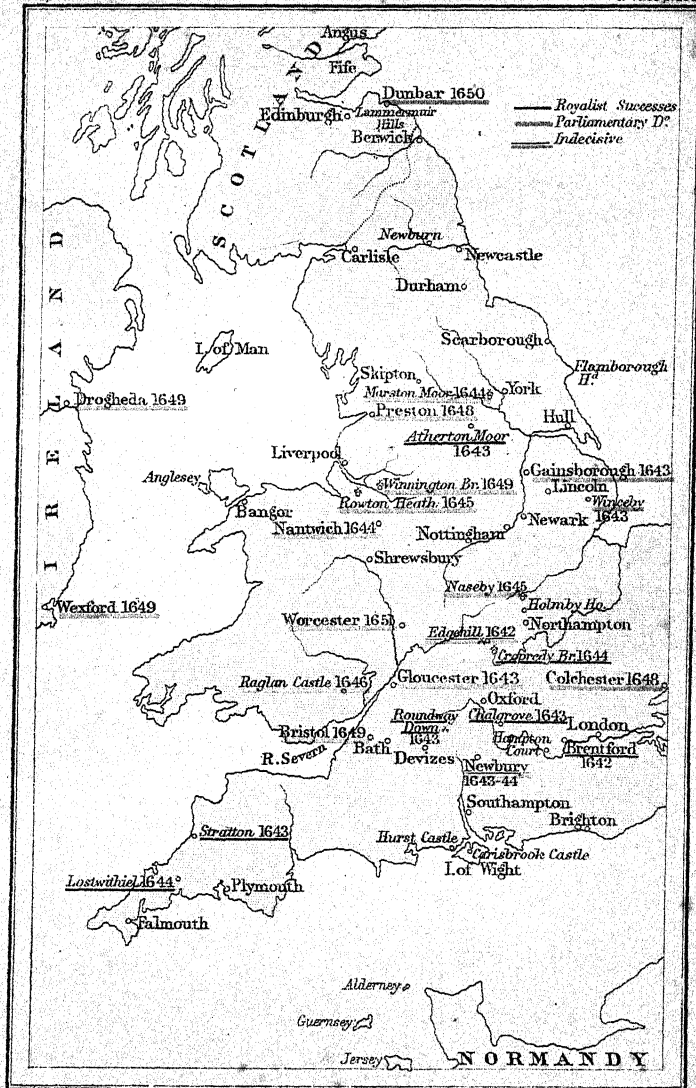 Angus
Fife
SCOTLAND
Dunbar 1650
Edinburgh
Lammermuir
Hills
Berwick
Royalist Successes
Parliamentary Dº
Indecisive
Newburn
Carlisle
Newcastle
Durham
I. of Man
Scarborough
Flamborough
Hd
Skipton
Marston Moor 1644
York
IRELAND
Drogheda 1649
Preston 1648
Hull
Atherton Moor
1643
Liverpool
Gainsborough 1643
Anglesey
Winnington Br. 1649
Lincoln
Rowton Heath. 1645
Winceby
1643
Bangor
Nantwich 1644
Newark
Nottingham
Shrewsbury
Naseby 1645
Wexford 1649
Holmby Ho.
Worcester 1651
Northampton
Edgehill 1642
Cropredy Br. 1644
Raglan Castle 1646
Gloucester 1643
Colchester 1648
Oxford
Roundway
Down
1643
Chalgrove 1643
London
Bristol 1649
Hampton
Court
Brentford
1642
R. Severn
Bath
Devizes
Newbury
1643-44
Southampton
Brighton
Stratton 1643
Hurst Castle
Carisbrook Castle
I. of Wight
Lostwithiel 1644
Plymouth
Falmouth
Alderney
Guernsey
Jersey
NORMANDY